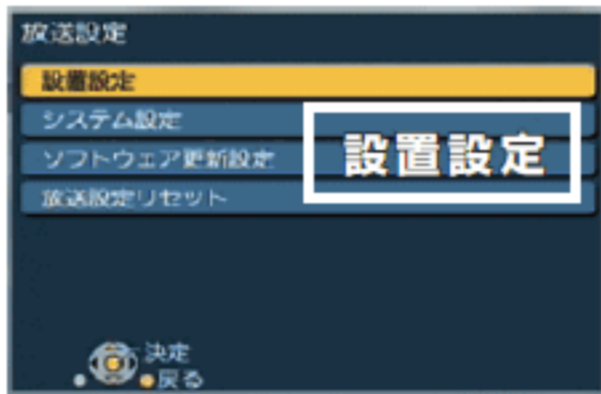 放送設定
設置設定
システム設定
設置設定
ソフトウェア更新設定
放送設定リセット
決定
戻る